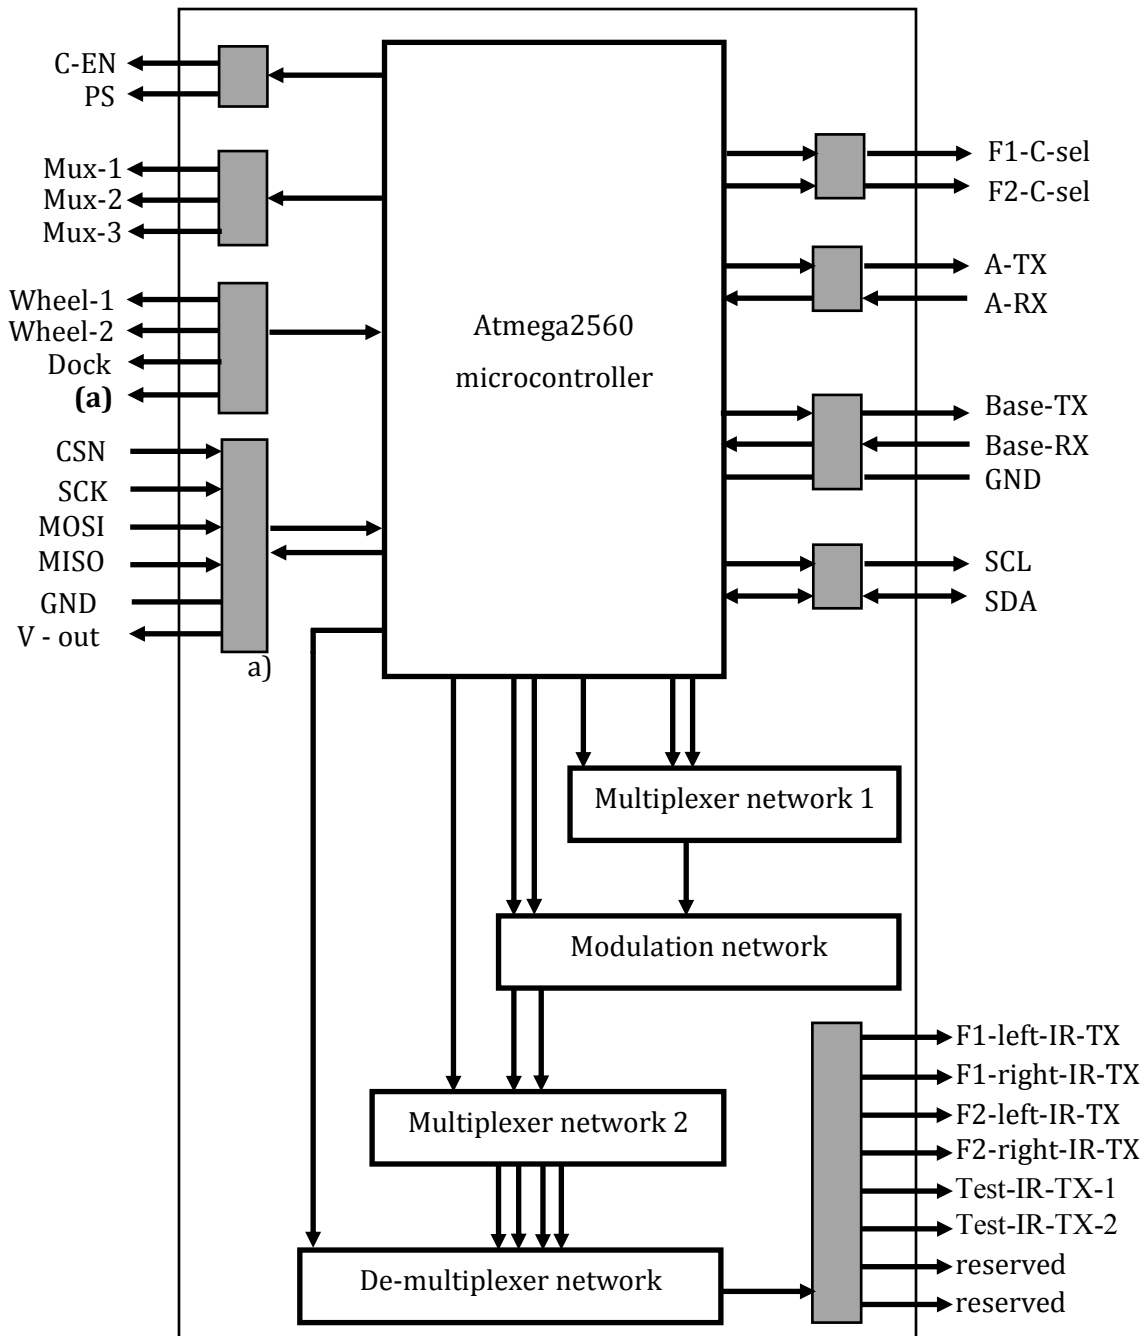 C-EN
PS
Mux-1
Mux-2
Mux-3
Wheel-1
Wheel-2
Dock
(a)
CSN
SCK
MOSI
MISO
GND
V - out
a)
Atmega2560
microcontroller
F1-C-sel
F2-C-sel
A-TX
A-RX
Base-TX
Base-RX
GND
SCL
SDA
Multiplexer network 1
Modulation network
Multiplexer network 2
De-multiplexer network
F1-left-IR-TX
F1-right-IR-TX
F2-left-IR-TX
F2-right-IR-TX
Test-IR-TX-1
Test-IR-TX-2
reserved
reserved